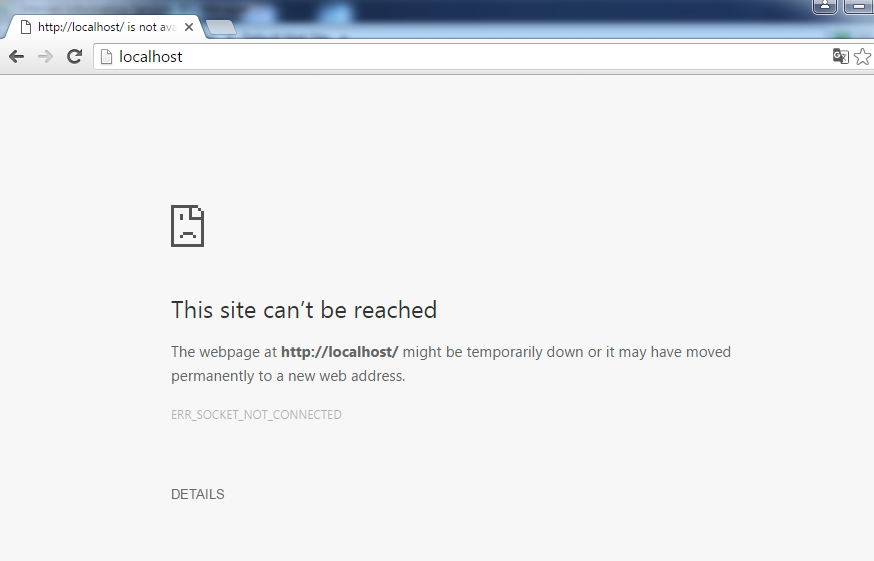 http://localhost/ is not ava
localhost
This site can't be reached
The webpage at http://localhost/ might be temporarily down or it may have moved
permanently to a new web address.
ERR_SOCKET_NOT_CONNECTED
DETAILS